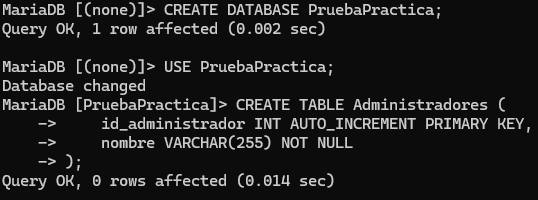 MariaDB [(none)]> CREATE DATABASE PruebaPractica;
Query OK, 1 row affected (0.002 sec)

MariaDB [(none)]> USE PruebaPractica;
Database changed
MariaDB [PruebaPractica]> CREATE TABLE Administradores (
    ->     id_administrador INT AUTO_INCREMENT PRIMARY KEY,
    ->     nombre VARCHAR(255) NOT NULL
    -> );
Query OK, 0 rows affected (0.014 sec)